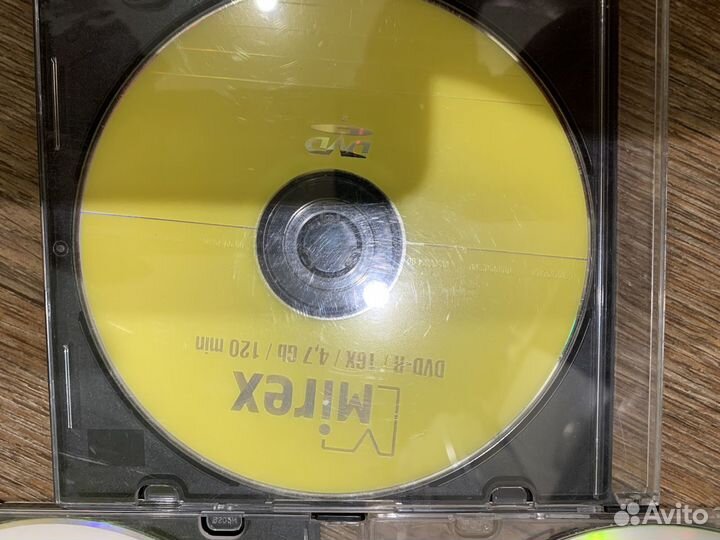 Mirex
DVD-R / 16X / 4,7 Gb / 120 min
DVD
Avito